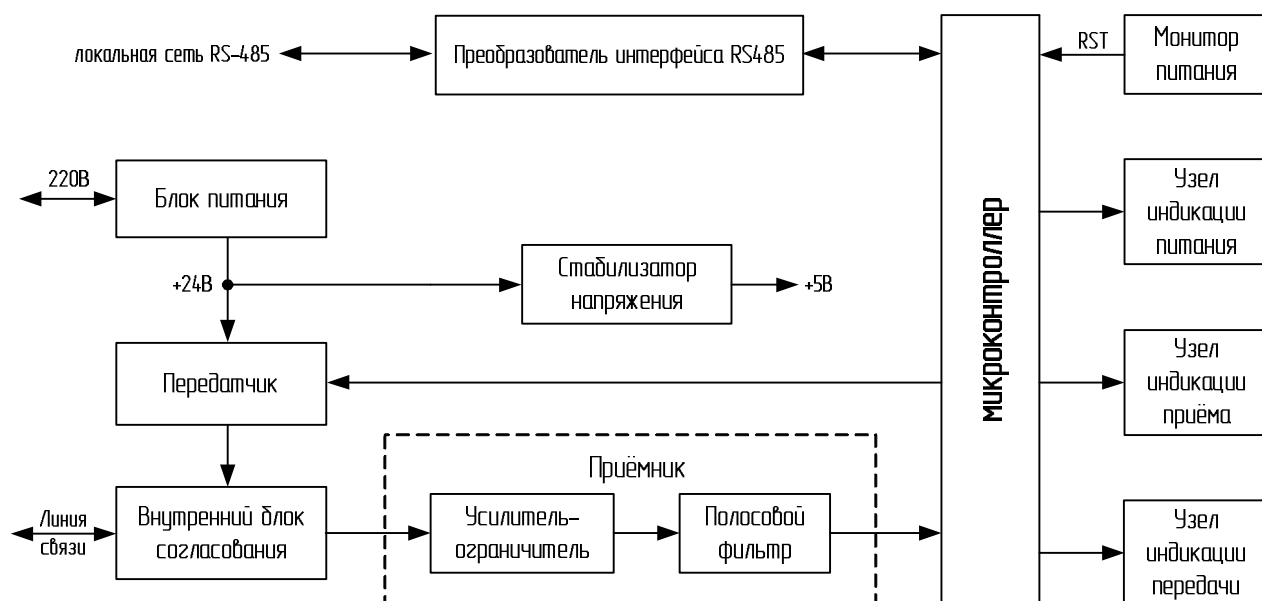 локальная сеть RS-485
Преобразователь интерфейса RS485
RST
Монитор
питания
220В
Блок питания
Узел
индикации
питания
+24В
Стабилизатор
напряжения
+5В
микроконтроллер
Передатчик
Узел
индикации
приёма
Приёмник
Линия
связи
Внутренний блок
согласования
Усилитель-
ограничитель
Полосовой
фильтр
Узел
индикации
передачи